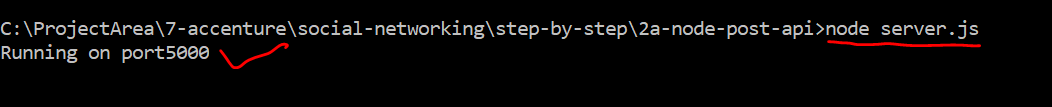 C:\ProjectArea\7-accenture\social-networking\step-by-step\2a-node-post-api>node server.js
Running on port5000